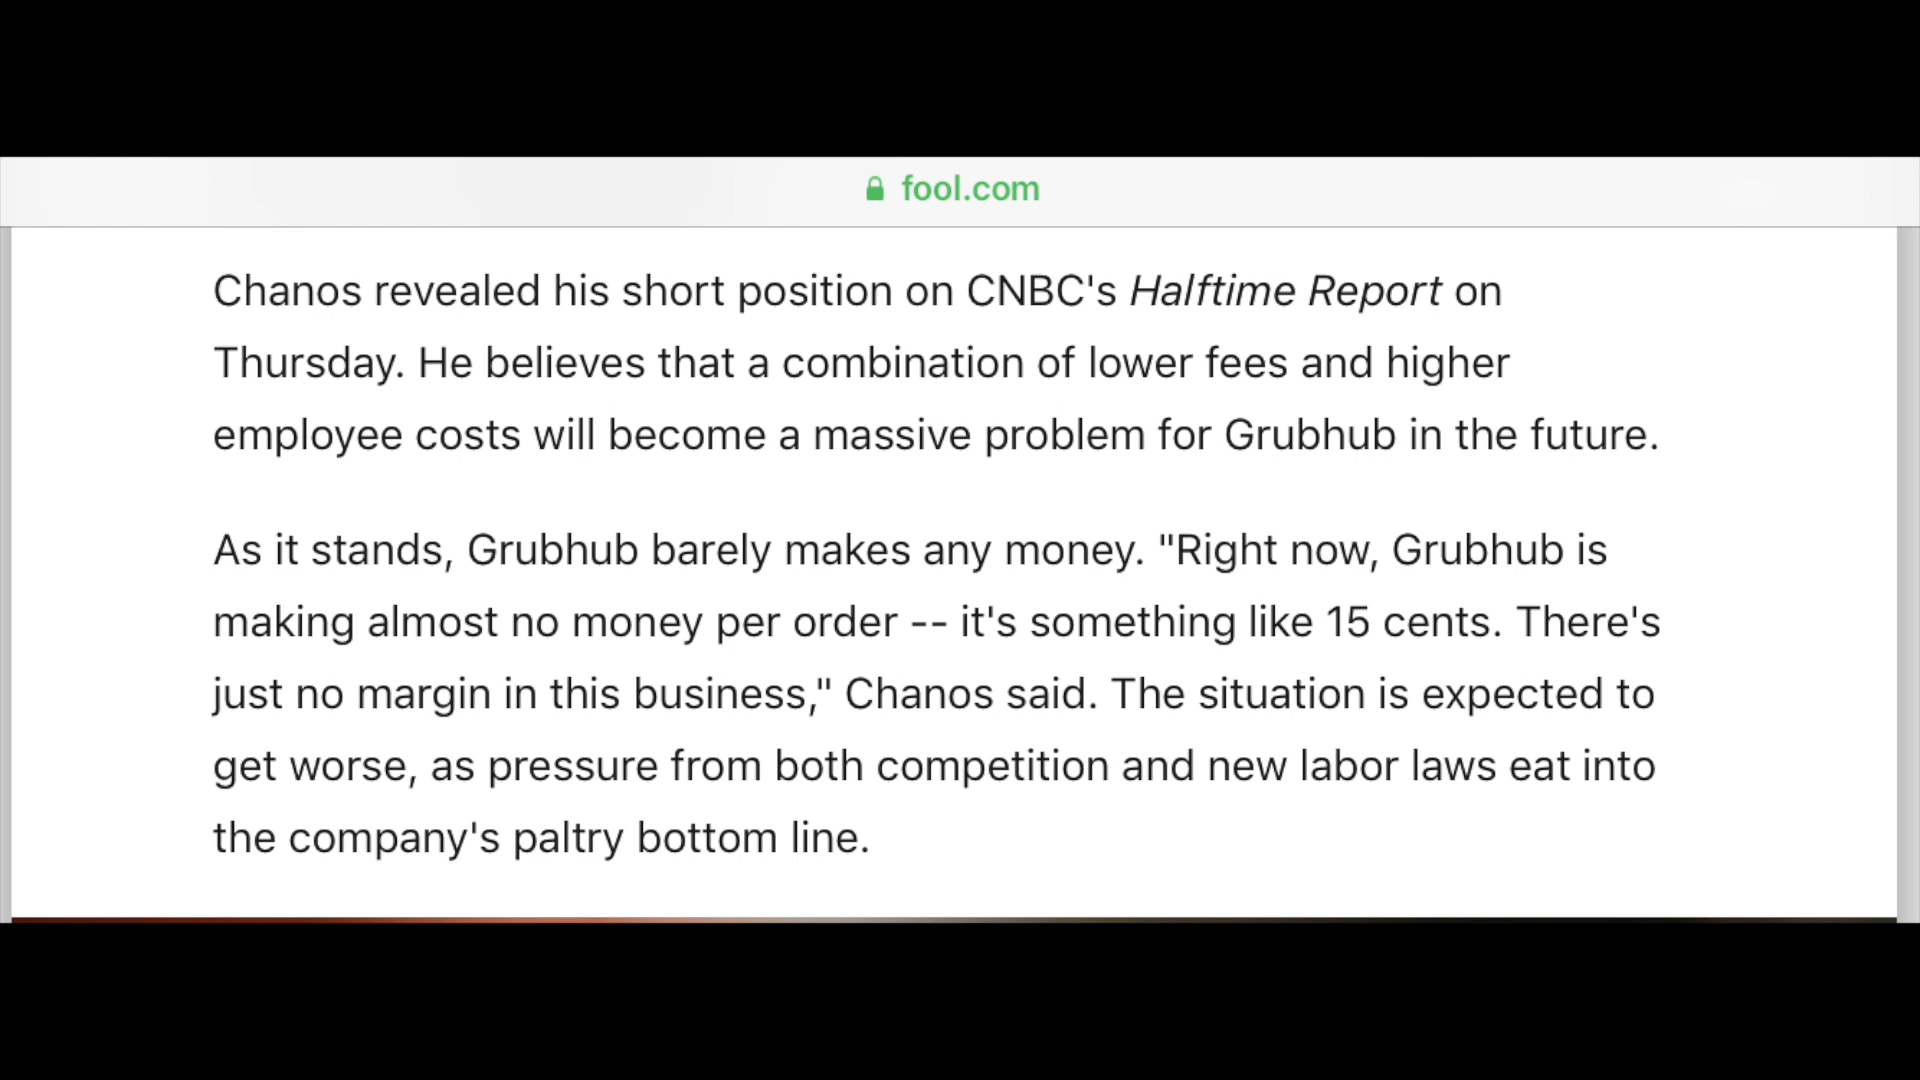 fool.com
Chanos revealed his short position on CNBC's Halftime Report on
Thursday. He believes that a combination of lower fees and higher
employee costs will become a massive problem for Grubhub in the future.
As it stands, Grubhub barely makes any money. "Right now, Grubhub is
making almost no money per order -- it's something like 15 cents. There's
just no margin in this business," Chanos said. The situation is expected to
get worse, as pressure from both competition and new labor laws eat into
the company's paltry bottom line.